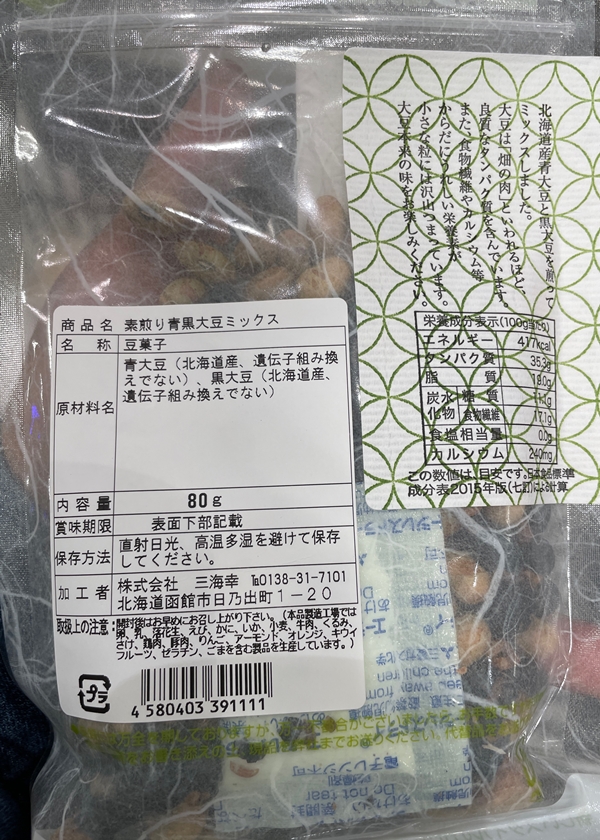 北海道産青大豆と黒大豆を煎って
ミックスしました。
大豆は「畑の肉」といわれるほど、
良質なタンパク質を含んでいます。
また、食物繊維やカルシウム等
からだにうれしい栄養素が
小さな粒には沢山つまっています。
大豆本来の味をお楽しみください。
栄養成分表示(100g当たり)
エネルギー 417kcal
タンパク質 35.3g
脂質 19.0g
炭水化物 糖質 11.1g
食物繊維 17.1g
食塩相当量 0.0g
カルシウム 240mg
この数値は、目安です。日本食品標準
成分表2015年版(七訂)による計算
商品名 素煎り青黒大豆ミックス
名称 豆菓子
原材料名 青大豆(北海道産、遺伝子組み換
えでない)、黒大豆(北海道産、
遺伝子組み換えでない)
内容量 80g
賞味期限 表面下部記載
保存方法 直射日光、高温多湿を避けて保存
してください。
加工者 株式会社 三海幸 ℡0138-31-7101
北海道函館市日乃出町1-20
取扱上の注意:開封後はお早めにお召し上がり下さい。(本品製造工場では
卵、乳、落花生、えび、かに、いか、小麦、牛肉、くるみ、
さけ、鶏肉、豚肉、りんご、アーモンド、オレンジ、キウイ
フルーツ、ゼラチン、ごまを含む製品を生産しています。)
プラ
4 580403 391111
電子レンジ不可
Do not tear